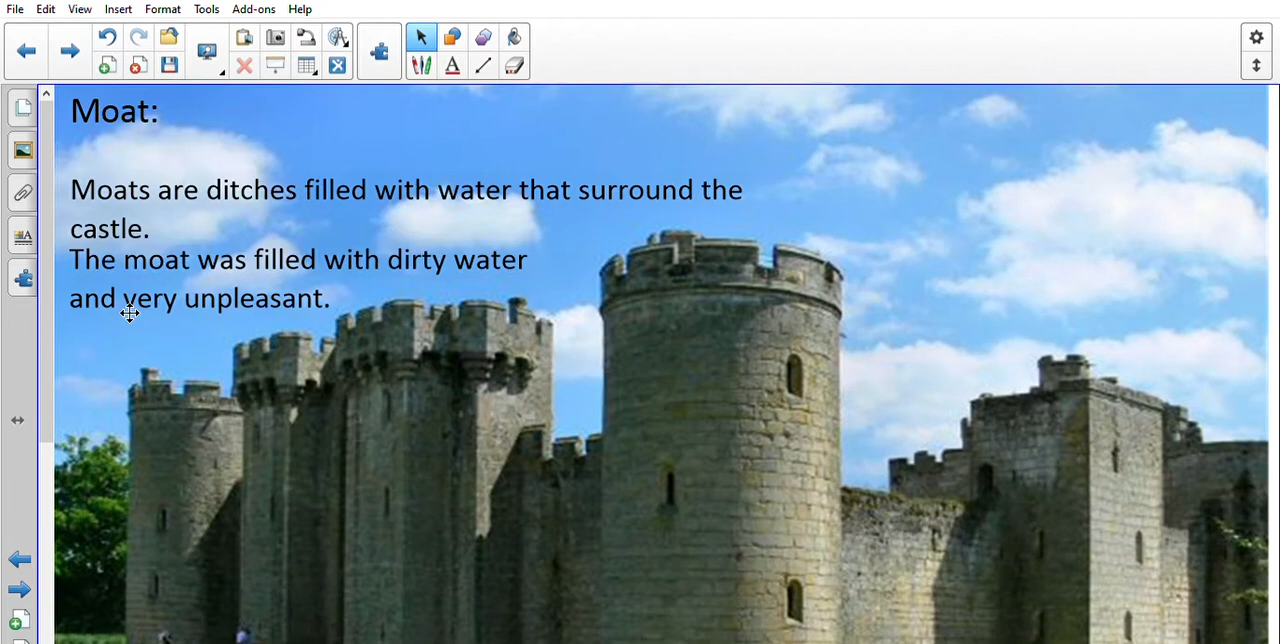 File Edit View Insert Format Tools Add-ons Help
Moat:
Moats are ditches filled with water that surround the
castle.
The moat was filled with dirty water
and very unpleasant.